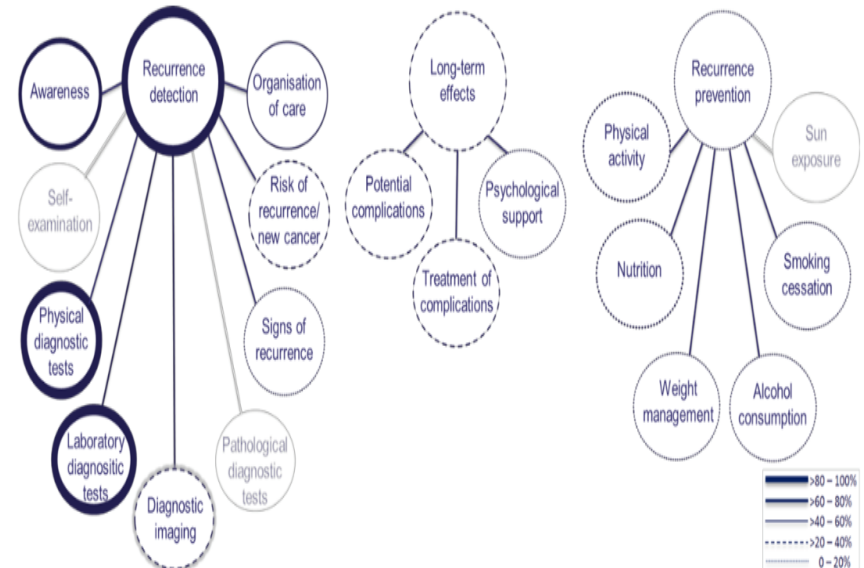 Recurrence
detection
Awareness
Organisation
of care
Self-
examination
Risk of
recurrence/
new cancer
Physical
diagnostic
tests
Signs of
recurrence
Laboratory
diagnositic
tests
Pathological
diagnostic
tests
Diagnostic
imaging
Long-term
effects
Potential
complications
Psychological
support
Treatment of
complications
Recurrence
prevention
Physical
activity
Sun
exposure
Nutrition
Smoking
cessation
Weight
management
Alcohol
consumption
>80 – 100%
>60 – 80%
>40 – 60%
>20 – 40%
0 – 20%